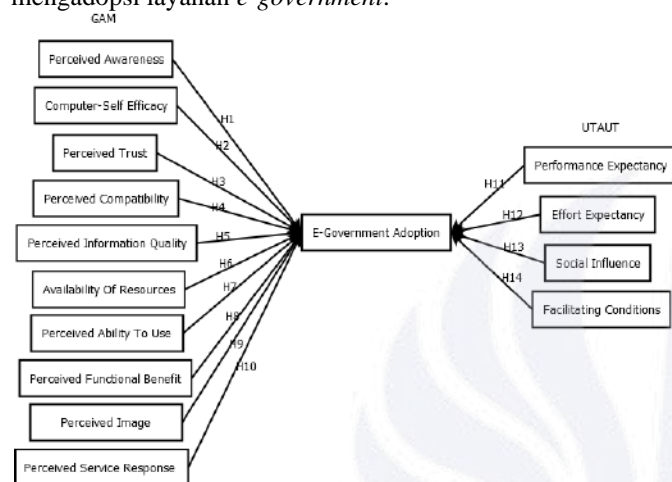 mengadopsi layanan e-government.
GAM
Perceived Awareness
Computer-Self Efficacy
Perceived Trust
Perceived Compatibility
Perceived Information Quality
Availability Of Resources
Perceived Ability To Use
Perceived Functional Benefit
Perceived Image
Perceived Service Response
H1
H2
H3
H4
H5
H6
H7
H8
H9
H10
E-Government Adoption
UTAUT
H11
H12
H13
H14
Performance Expectancy
Effort Expectancy
Social Influence
Facilitating Conditions